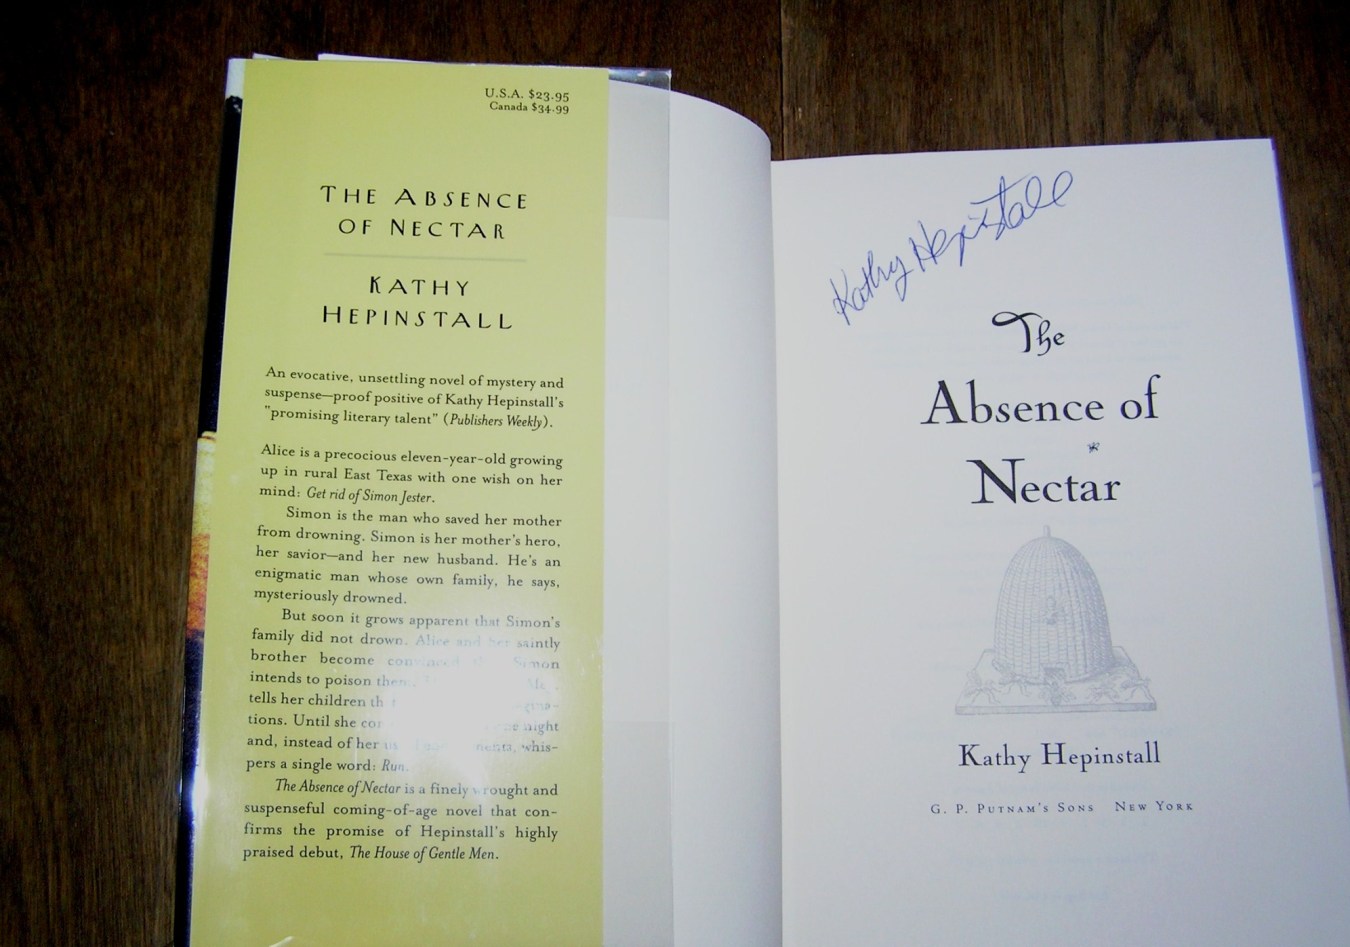 U.S.A. $23.95
Canada $34.99
THE ABSENCE
OF NECTAR
KATHY
HEPINSTALL
An evocative, unsettling novel of mystery and
suspense—proof positive of Kathy Hepinstall's
"promising literary talent" (Publishers Weekly).
Alice is a precocious eleven-year-old growing
up in rural East Texas with one wish on her
mind: Get rid of Simon Jester.
Simon is the man who saved her mother
from drowning. Simon is her mother's hero,
her savior—and her new husband. He's an
enigmatic man whose own family, he says,
mysteriously drowned.
But soon it grows apparent that Simon's
family did not drown. Alice and her saintly
brother become convinced Simon
intends to poison them.
tells her children
tions. Until she night
and, instead of her whis-
pers a single word: Run.
The Absence of Nectar is a finely wrought and
suspenseful coming-of-age novel that con-
firms the promise of Hepinstall's highly
praised debut, The House of Gentle Men.
Kathy Hepinstall
The
Absence of
Nectar
Kathy Hepinstall
G. P. PUTNAM'S SONS NEW YORK